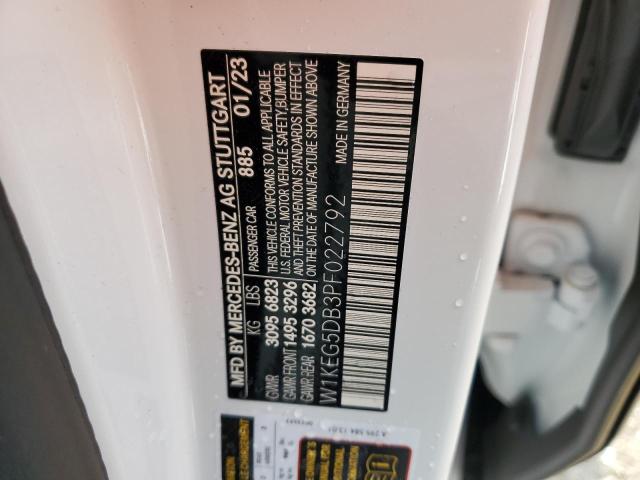 MFD BY MERCEDES-BENZ AG STUTTGART
885 01/23
KG LBS PASSENGER CAR
GVWR 3095 6823 THIS VEHICLE CONFORMS TO ALL APPLICABLE
GAWR FRONT 1495 3296 U.S. FEDERAL MOTOR VEHICLE SAFETY, BUMPER
GAWR REAR 1670 3682 AND THEFT PREVENTION STANDARDS IN EFFECT
ON THE DATE OF MANUFACTURE SHOWN ABOVE
W1KEG5DB3PF022792 MADE IN GERMANY